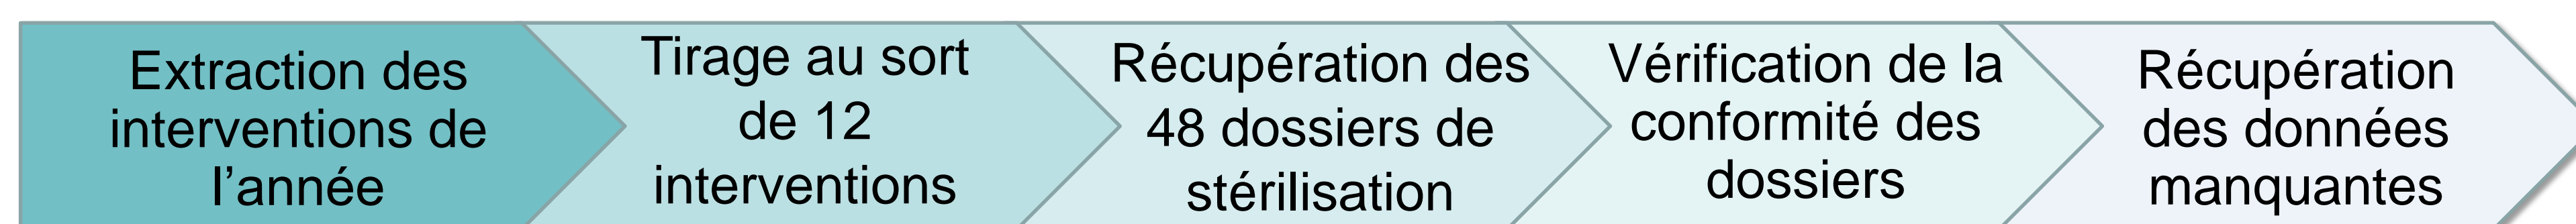 Extraction des
interventions de
l’année
Tirage au sort
de 12
interventions
Récupération des
48 dossiers de
stérilisation
Vérification de la
conformité des
dossiers
Récupération
des données
manquantes